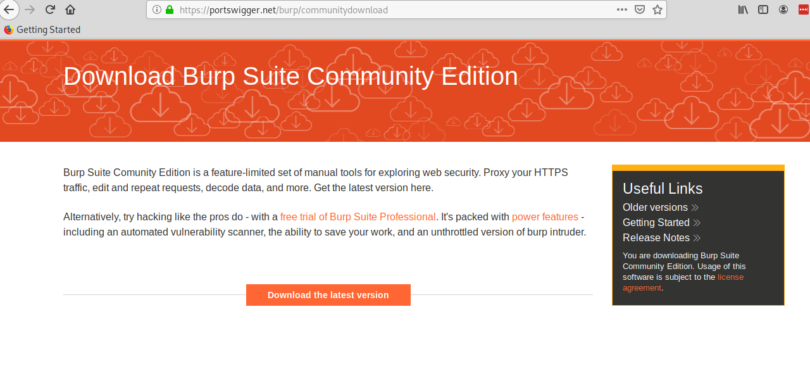 https://portswigger.net/burp/communitydownload
Getting Started
Download Burp Suite Community Edition
Burp Suite Comunity Edition is a feature-limited set of manual tools for exploring web security. Proxy your HTTPS
traffic, edit and repeat requests, decode data, and more. Get the latest version here.
Alternatively, try hacking like the pros do - with a free trial of Burp Suite Professional. It's packed with power features -
including an automated vulnerability scanner, the ability to save your work, and an unthrottled version of burp intruder.
Download the latest version
Useful Links
Older versions
Getting Started
Release Notes
You are downloading Burp Suite
Community Edition. Usage of this
software is subject to the license
agreement.